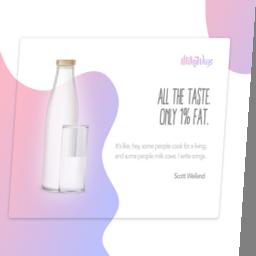 ALL THE TASTE.
ONLY 1% FAT.
It's like, hey, some people cook for a living,
and some people milk cows. I write songs.
Scott Weiland